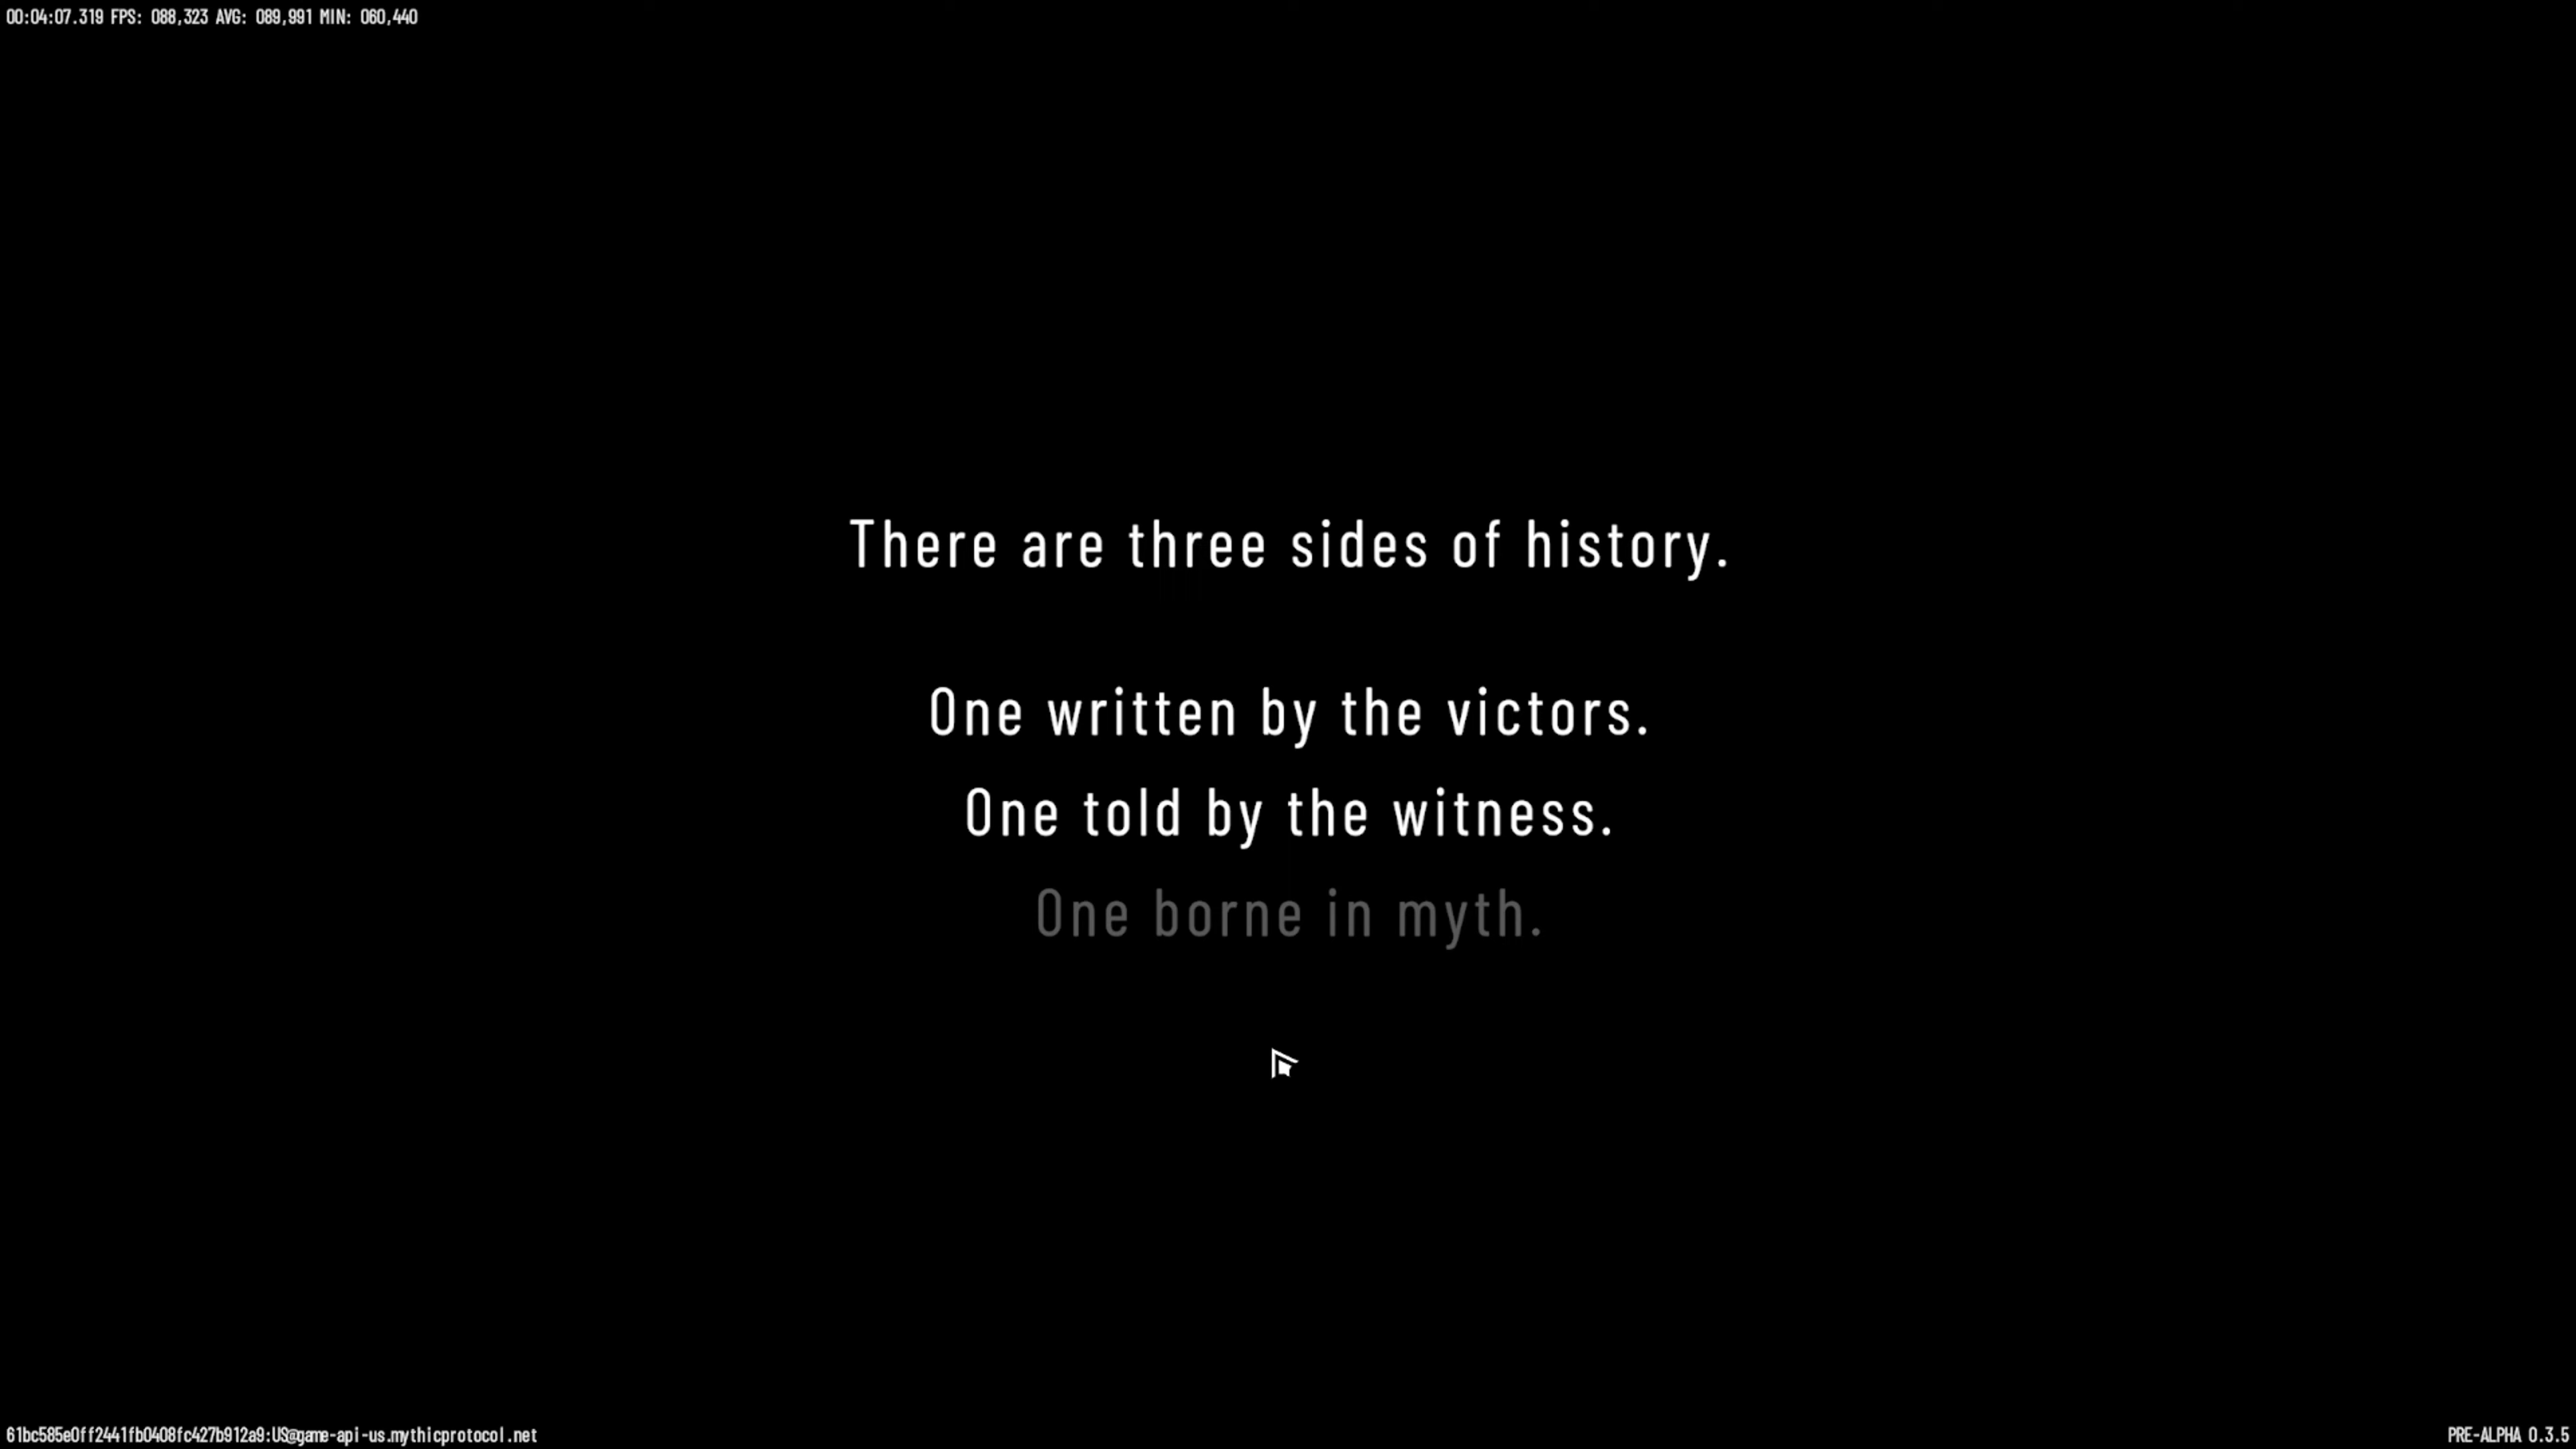 00:04:07.319 FPS: 088,323 AVG: 089,991 MIN: 060,440
There are three sides of history.
One written by the victors.
One told by the witness.
One borne in myth.
61bc585e0ff2441fb0408fc427b912a9:US@game-api-us.mythicprotocol.net
PRE-ALPHA 0.3.5